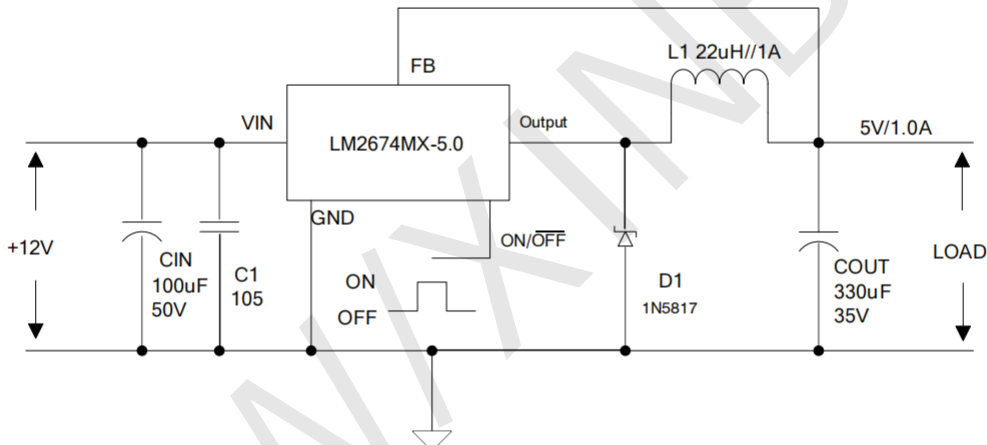 L1 22uH//1A
FB
VIN
Output
LM2674MX-5.0
5V/1.0A
GND
ON/OFF
+12V
CIN
100uF
50V
C1
105
ON
OFF
D1
1N5817
COUT
330uF
35V
LOAD